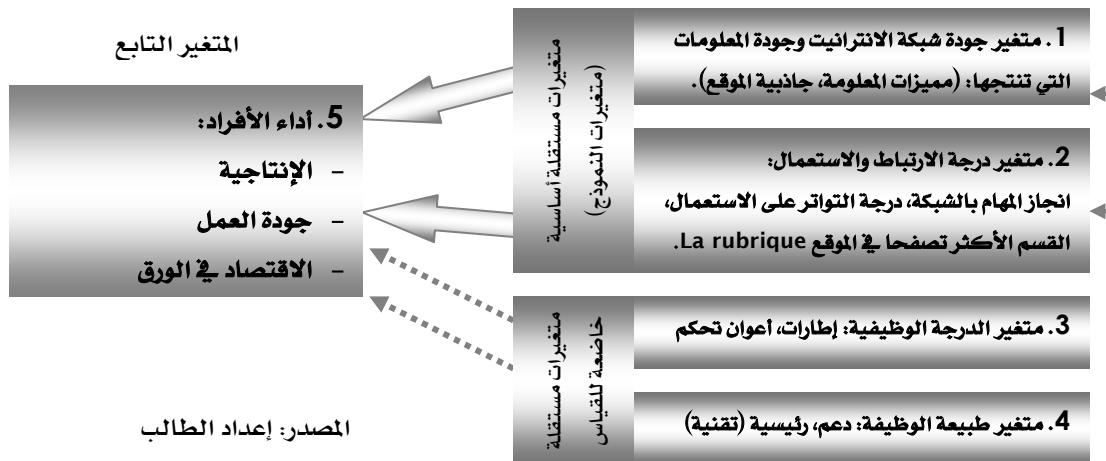 المتغير التابع
1. متغير جودة شبكة الانترانيت وجودة المعلومات
التي تنتجها: (مميزات المعلومة، جاذبية الموقع).
2. متغير درجة الارتباط والاستعمال:
انجاز المهام بالشبكة، درجة التواتر على الاستعمال،
القسم الأكثر تصفحا في الموقع La rubrique.
متغيرات مستقلة أساسية
(متغيرات النموذج)
5. أداء الأفراد:
- الإنتاجية
- جودة العمل
- الاقتصاد في الورق
3. متغير الدرجة الوظيفية: إطارات، أعوان تحكم
4. متغير طبيعة الوظيفة: دعم، رئيسية (تقنية)
متغيرات مستقلة
خاضعة للقياس
المصدر: إعداد الطالب